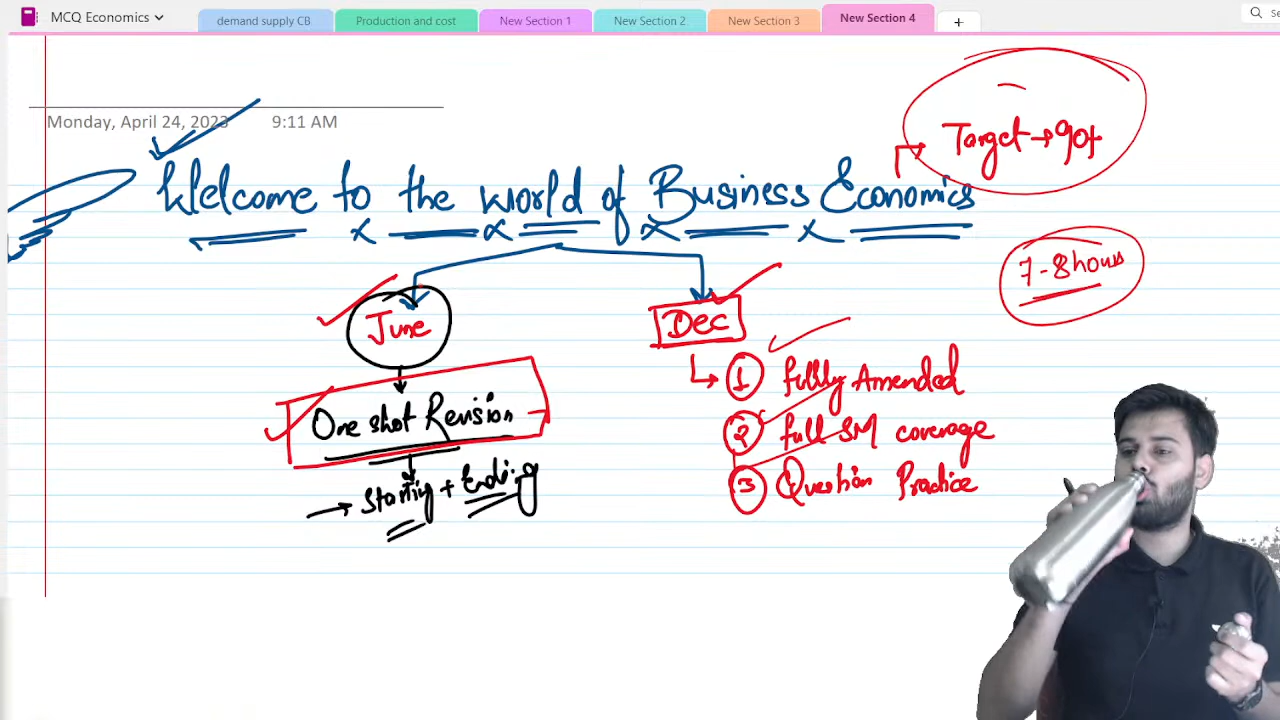 MCQ Economics
demand supply CB
Production and cost
New Section 1
New Section 2
New Section 3
New Section 4
+
Se
Monday, April 24, 2023
9:11 AM
Target → 90+
Welcome to the world of Business Economics
7-8 hours
June
Dec
① fully Amended
One shot Revision
② full SM coverage
→ Starting + Ending
③ Question Practice